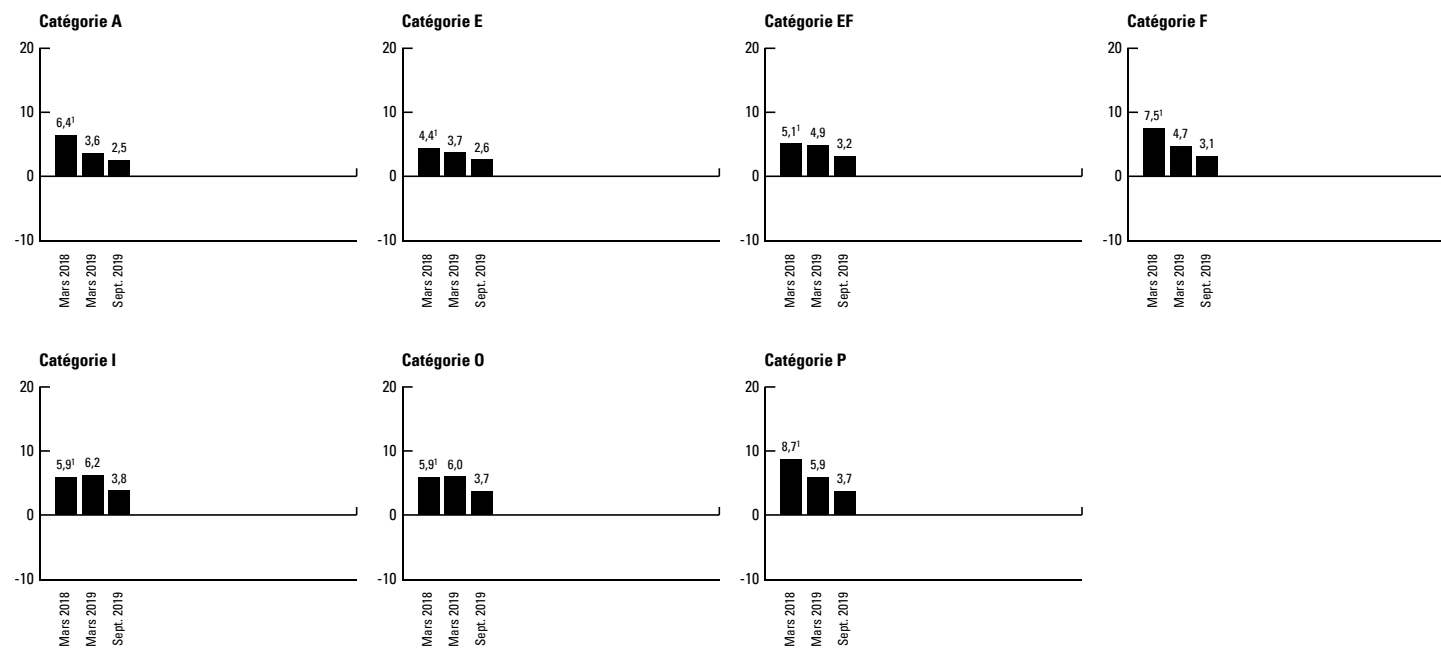 Catégorie A
20
10
0
-10
6,4¹
3,6
2,5
Mars 2018
Mars 2019
Sept. 2019
Catégorie E
20
10
0
-10
4,4¹
3,7
2,6
Mars 2018
Mars 2019
Sept. 2019
Catégorie EF
20
10
0
-10
5,1¹
4,9
3,2
Mars 2018
Mars 2019
Sept. 2019
Catégorie F
20
10
0
-10
7,5¹
4,7
3,1
Mars 2018
Mars 2019
Sept. 2019
Catégorie I
20
10
0
-10
5,9¹
6,2
3,8
Mars 2018
Mars 2019
Sept. 2019
Catégorie O
20
10
0
-10
5,9¹
6,0
3,7
Mars 2018
Mars 2019
Sept. 2019
Catégorie P
20
10
0
-10
8,7¹
5,9
3,7
Mars 2018
Mars 2019
Sept. 2019